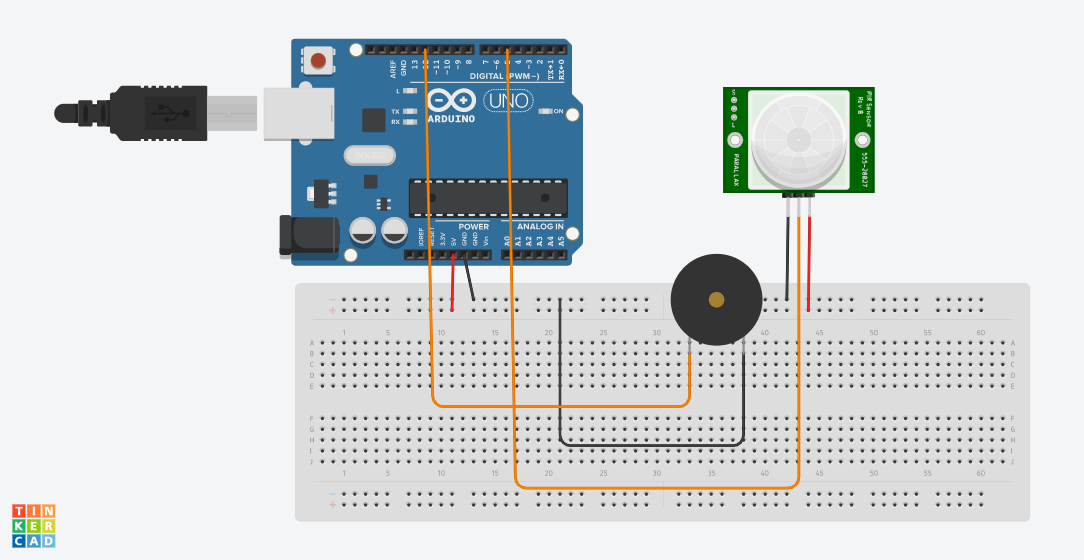 AREF
GND
13
12
~11
~10
~9
8
7
~6
~5
4
~3
2
TX→1
RX←0
DIGITAL (PWM~)
L
TX
RX
UNO
ON
ARDUINO
POWER
ANALOG IN
IOREF
RESET
3.3V
5V
GND
GND
Vin
A0
A1
A2
A3
A4
A5
PIR Sensor
Rev B
PARALLAX
555-28027
1 5 10 15 20 25 30 35 40 45 50 55 60
A A
B B
C C
D D
E E
F F
G G
H H
I I
J J
1 5 10 15 20 25 30 35 40 45 50 55 60
TIN
KER
CAD